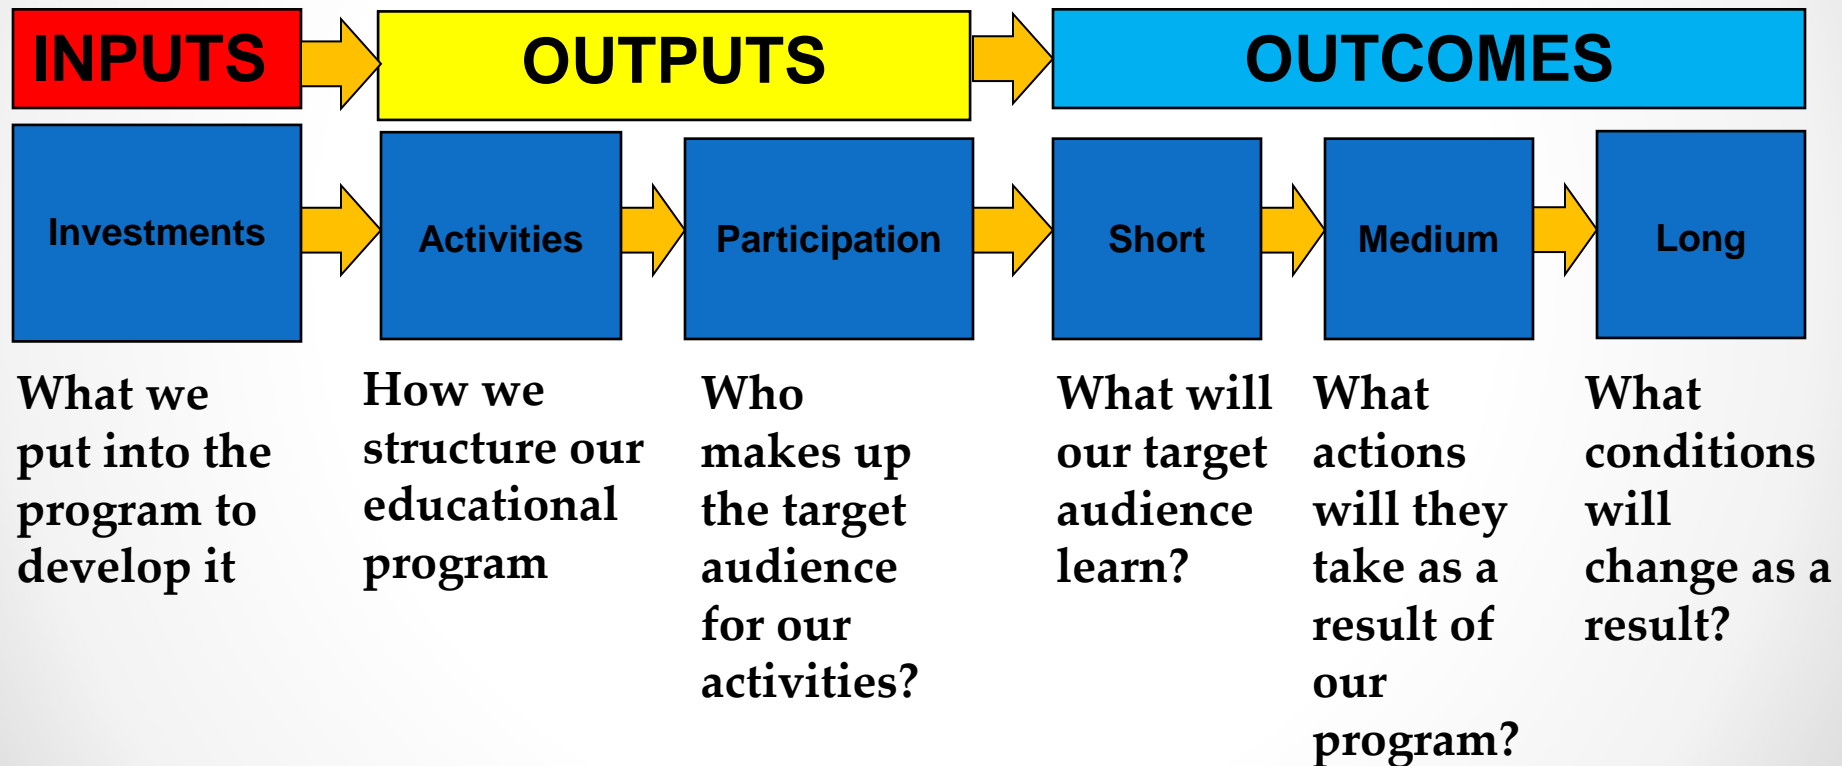 INPUTS
OUTPUTS
OUTCOMES
Investments
Activities
Participation
Short
Medium
Long
What we
put into the
program to
develop it
How we
structure our
educational
program
Who
makes up
the target
audience
for our
activities?
What will
our target
audience
learn?
What
actions
will they
take as a
result of
our
program?
What
conditions
will
change as a
result?